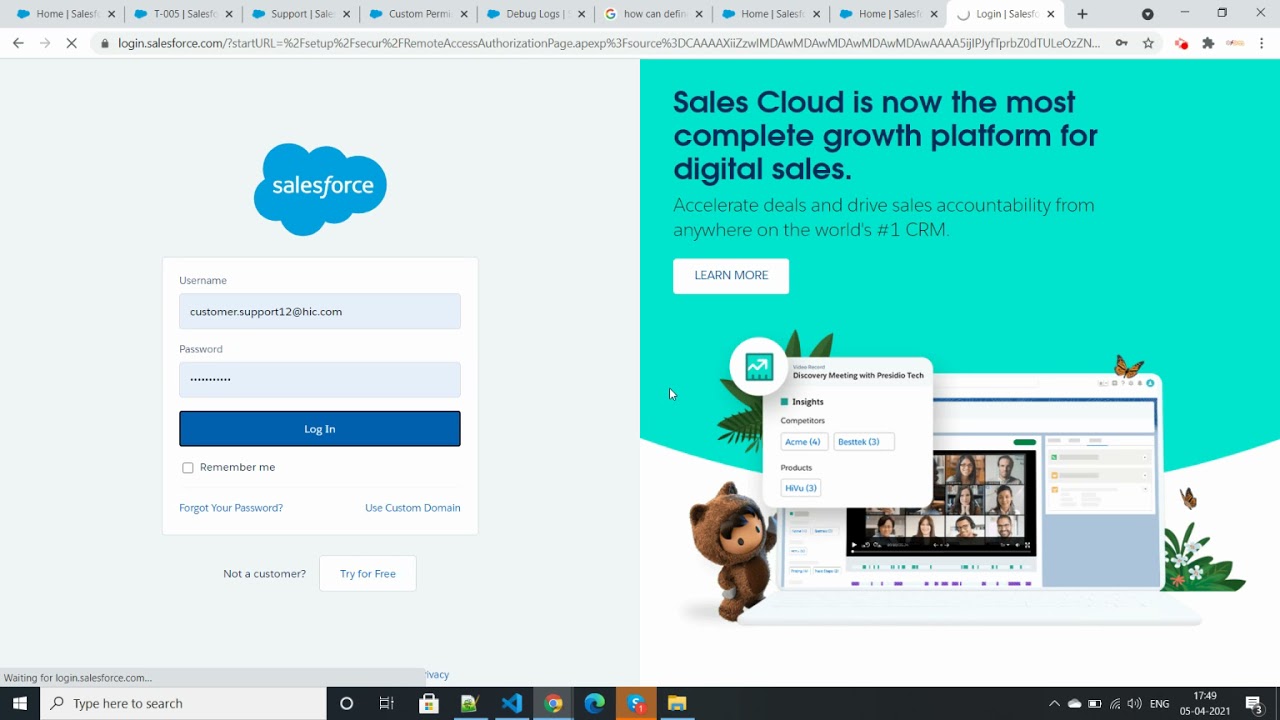 Home | Salesf
T-005 | Salesf
Support | Sales
Custom Permi
Debug Logs | S
how can defin
Home | Salesf
Home | Salesf
Login | Salesf
login.salesforce.com/?startURL=%2Fsetup%2Fsecur%2FRemoteAccessAuthorizationPage.apexp%3Fsource%3DCAAAAXiiZzwIMDAwMDAwMDAwMDAwMDAwAAAA5ijIPJyfTprbZ0dTULeOzZN...
salesforce
Username
customer.support12@hic.com
Password
Log In
Remember me
Forgot Your Password?
Use Custom Domain
Not a customer?
Try for Free
ivacy
Waiting for login.salesforce.com...
Sales Cloud is now the most
complete growth platform for
digital sales.
Accelerate deals and drive sales accountability from
anywhere on the world's #1 CRM.
LEARN MORE
Video Record
Discovery Meeting with Presidio Tech
Insights
Competitors
Acme (4)
Besttek (3)
Products
HiVu (3)
Type here to search
ENG
17:49
05-04-2021
3